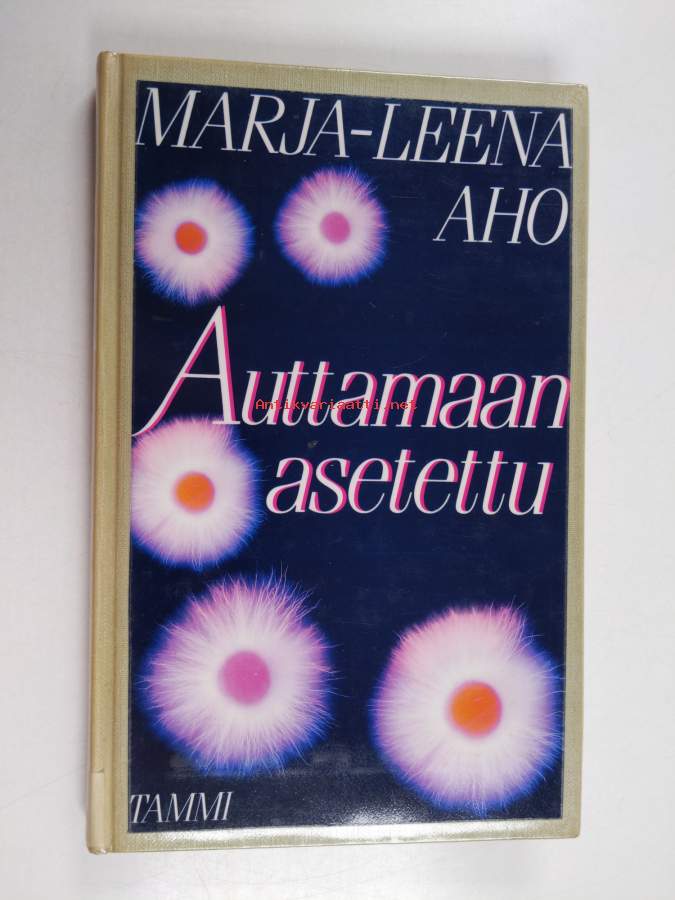 MARJA-LEENA
AHO
Auttamaan
Antikvariaatti.net
asetettu
TAMMI